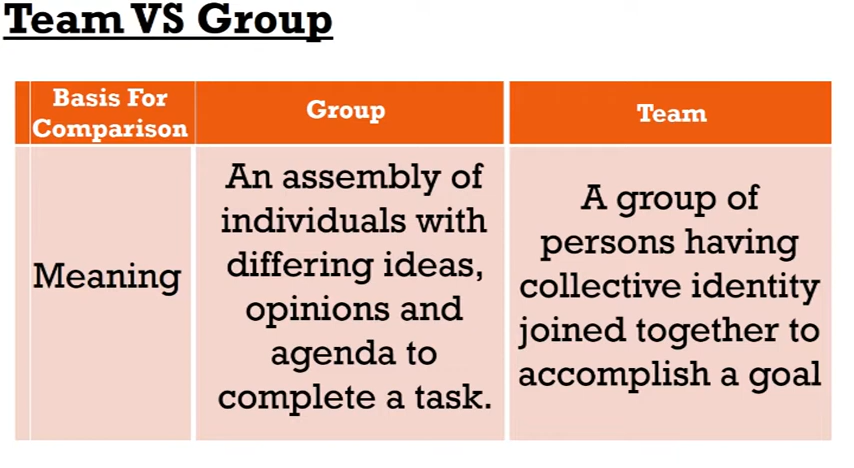 Team VS Group
Basis For
Comparison
Group
Team
Meaning
An assembly of
individuals with
differing ideas,
opinions and
agenda to
complete a task.
A group of
persons having
collective identity
joined together to
accomplish a goal